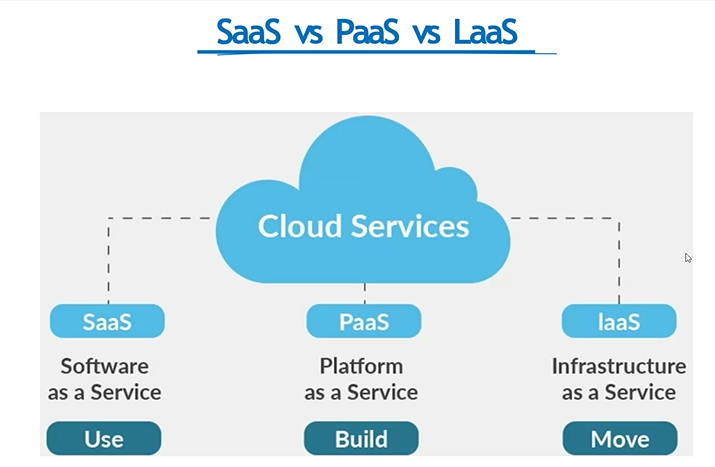 SaaS vs PaaS vs LaaS
Cloud Services
SaaS
PaaS
IaaS
Software
as a Service
Platform
as a Service
Infrastructure
as a Service
Use
Build
Move